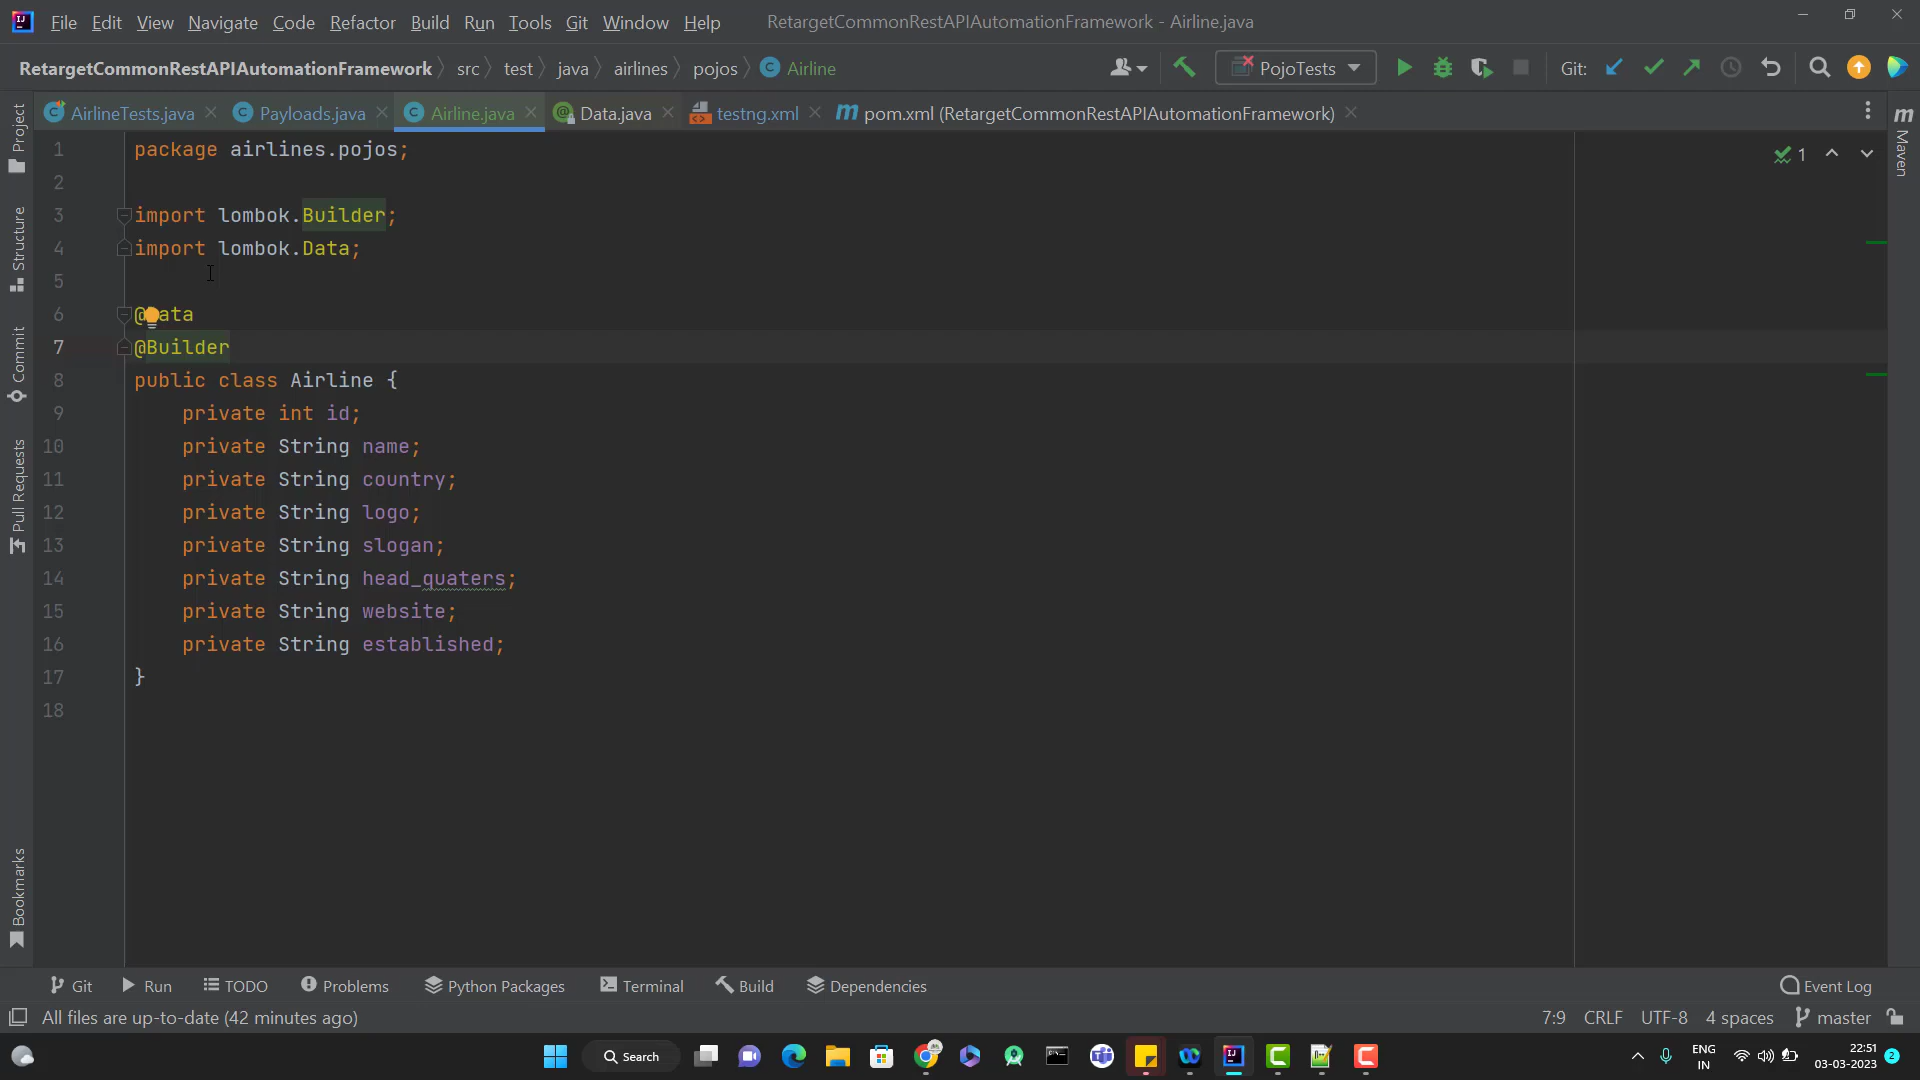 File Edit View Navigate Code Refactor Build Run Tools Git Window Help RetargetCommonRestAPIAutomationFramework - Airline.java
RetargetCommonRestAPIAutomationFramework src test java airlines pojos Airline PojoTests Git:
AirlineTests.java Payloads.java Airline.java Data.java testng.xml pom.xml (RetargetCommonRestAPIAutomationFramework)
Project
Structure
Commit
Pull Requests
Bookmarks
Maven
1
1 package airlines.pojos;
2
3 import lombok.Builder;
4 import lombok.Data;
5
6 @Data
7 @Builder
8 public class Airline {
9 private int id;
10 private String name;
11 private String country;
12 private String logo;
13 private String slogan;
14 private String head_quaters;
15 private String website;
16 private String established;
17 }
18
Git Run TODO Problems Python Packages Terminal Build Dependencies Event Log
All files are up-to-date (42 minutes ago) 7:9 CRLF UTF-8 4 spaces master
Search
ENG
IN
22:51
03-03-2023
2